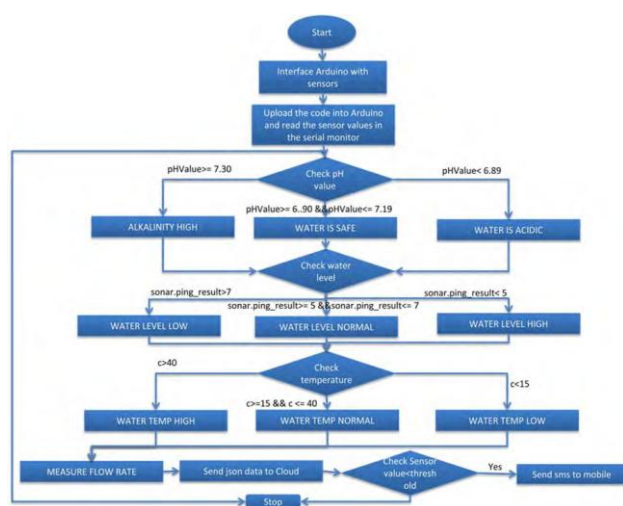 Start
Interface Arduino with
sensors
Upload the code into Arduino
and read the sensor values in
the serial monitor
pHValue>= 7.30
Check pH
value
pHValue< 6.89
pHValue>= 6..90 &&pHValue<= 7.19
ALKALINITY HIGH
WATER IS SAFE
WATER IS ACIDIC
Check water
level
sonar.ping_result>7
sonar.ping_result>= 5 &&sonar.ping_result<= 7
sonar.ping_result< 5
WATER LEVEL LOW
WATER LEVEL NORMAL
WATER LEVEL HIGH
c>40
Check
temperature
c<15
c>=15 && c <= 40
WATER TEMP HIGH
WATER TEMP NORMAL
WATER TEMP LOW
MEASURE FLOW RATE
Send json data to Cloud
Check Sensor
value<thresh
old
Yes
Send sms to mobile
Stop